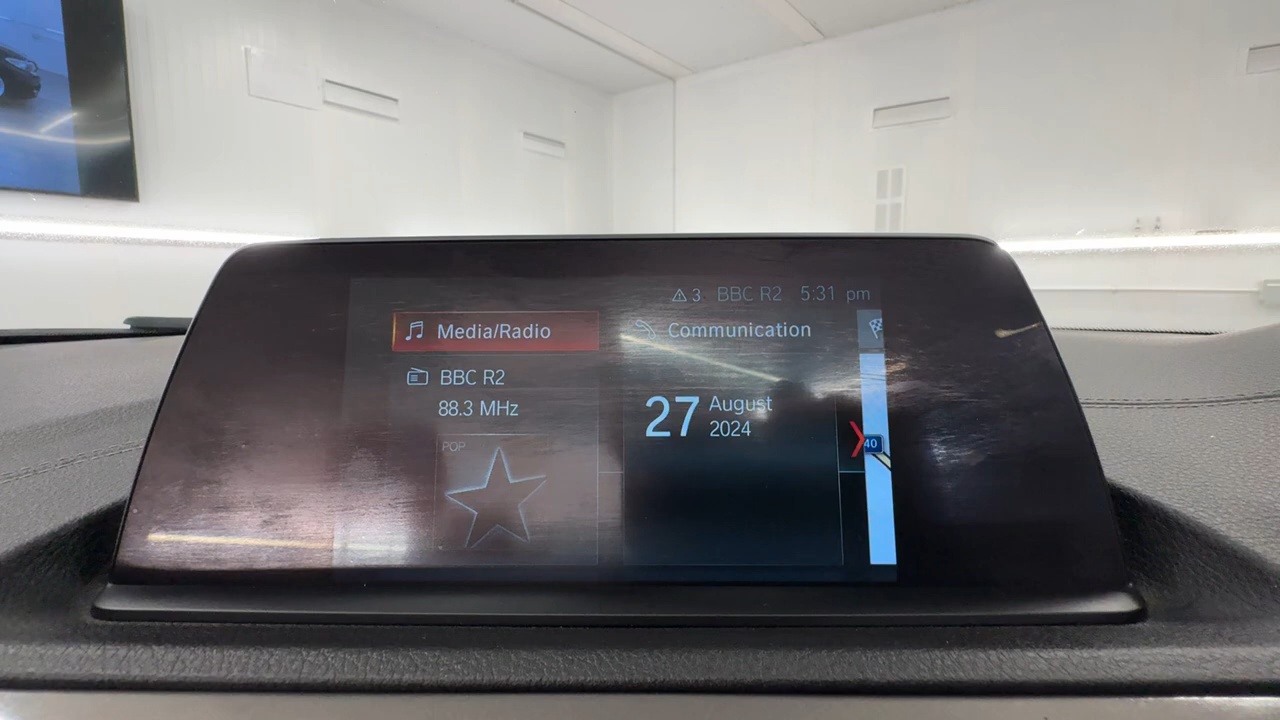 3 BBC R2 5:31 pm
Media/Radio
BBC R2
88.3 MHz
POP
Communication
27 August
2024
40